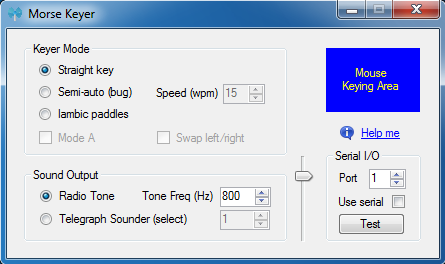 Morse Keyer
Keyer Mode
Straight key
Semi-auto (bug) Speed (wpm) 15
Iambic paddles
Mode A Swap left/right
Mouse
Keying Area
Help me
Sound Output
Radio Tone Tone Freq (Hz) 800
Telegraph Sounder (select) 1
Serial I/O
Port 1
Use serial
Test